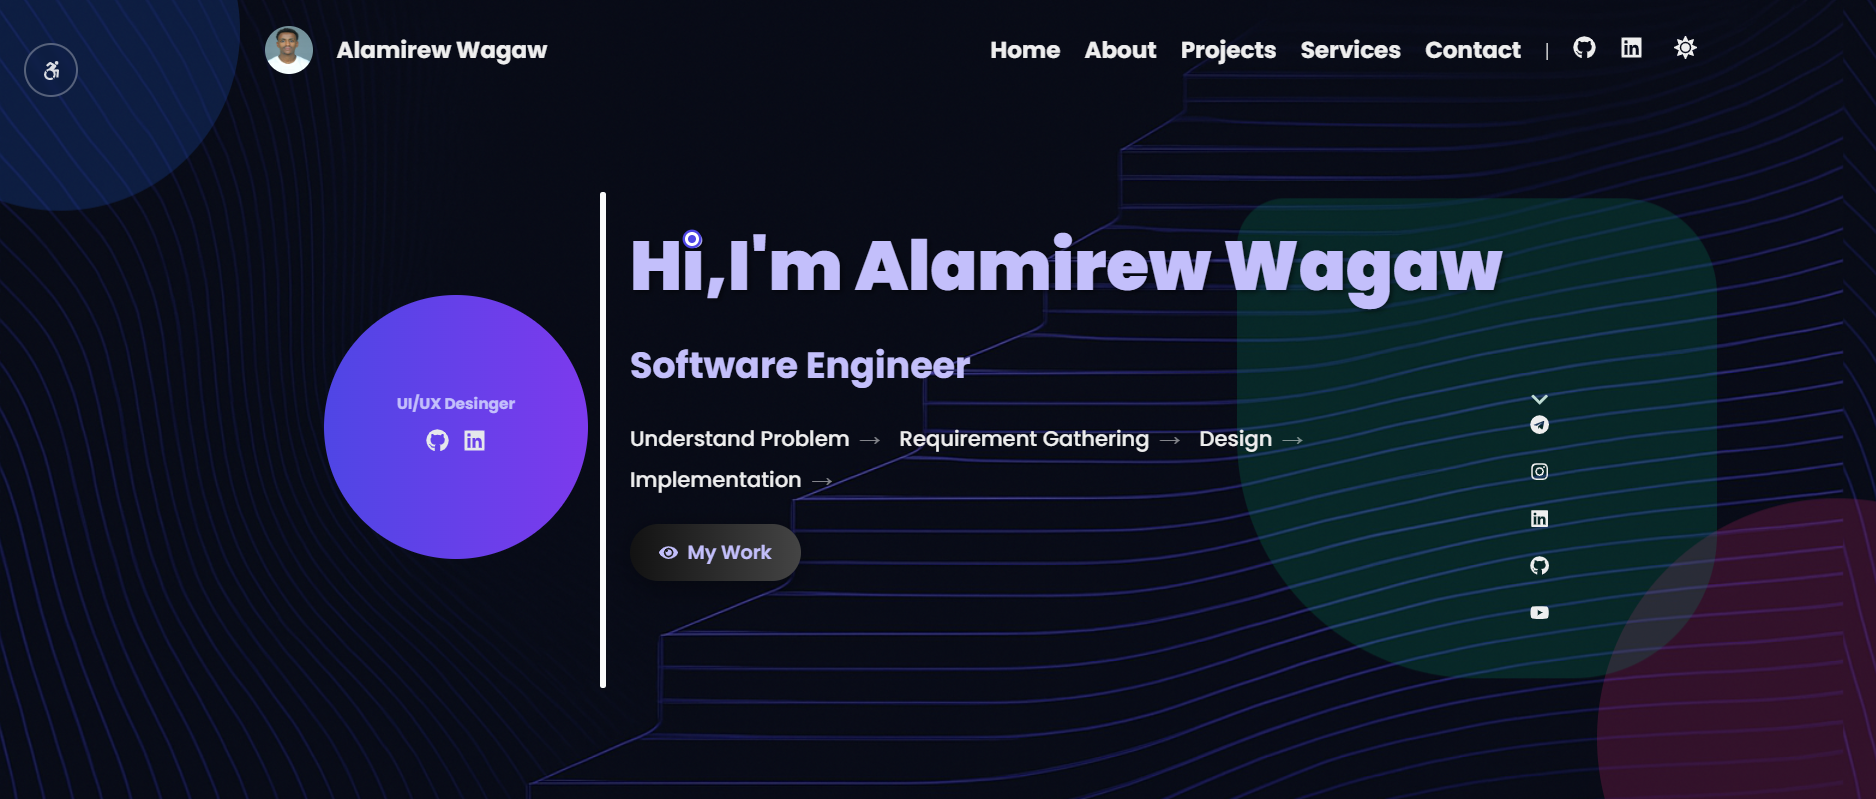 Alamirew Wagaw
Home About Projects Services Contact |
Hi,I'm Alamirew Wagaw
Software Engineer
UI/UX Desinger
Understand Problem → Requirement Gathering → Design →
Implementation →
My Work